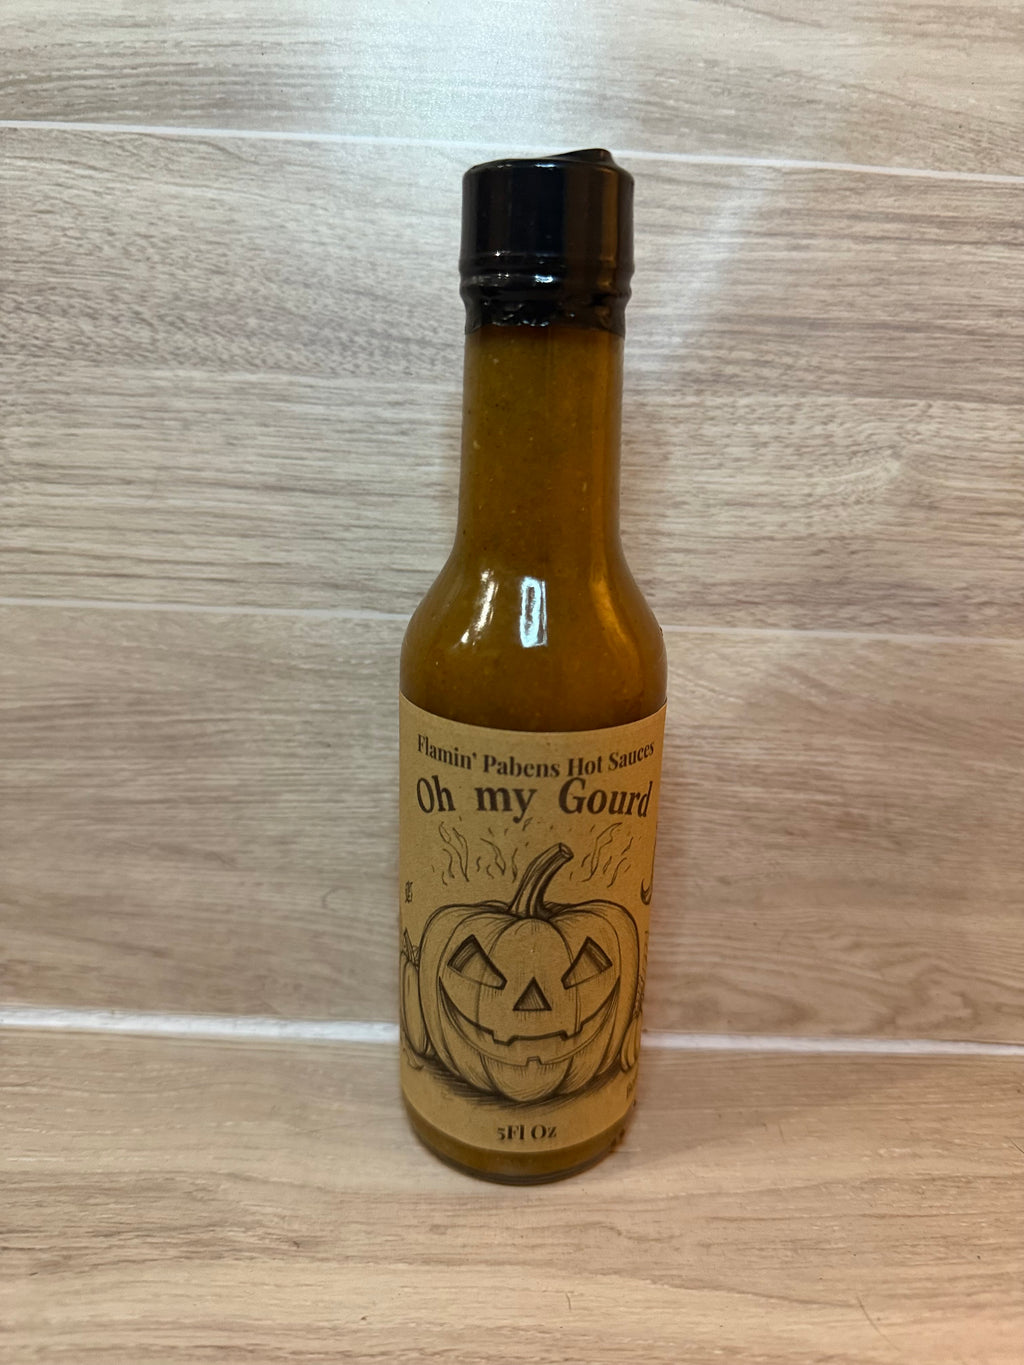 Flamin' Pabens Hot Sauces
Oh my Gourd
5Fl Oz